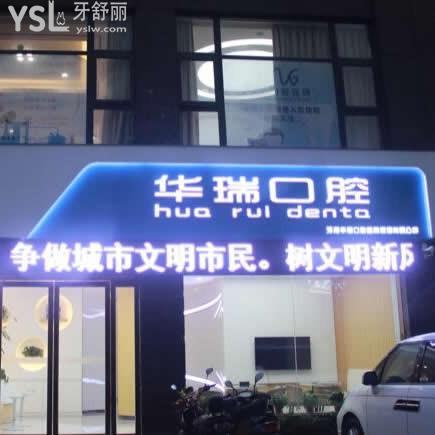 YSL 牙舒丽
yslw.com
华瑞口腔
hua rui denta
争做城市文明市民。树文明新风